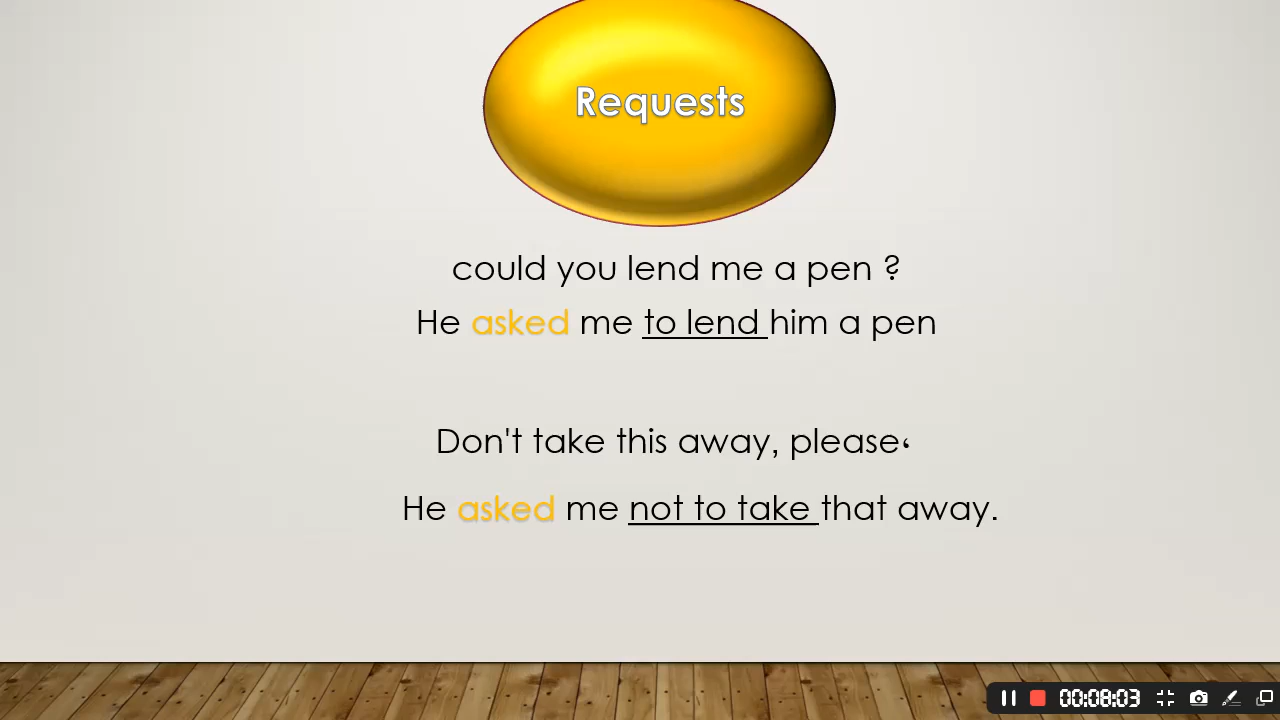 Requests
could you lend me a pen ?
He asked me to lend him a pen
Don't take this away, please،
He asked me not to take that away.
00:08:03